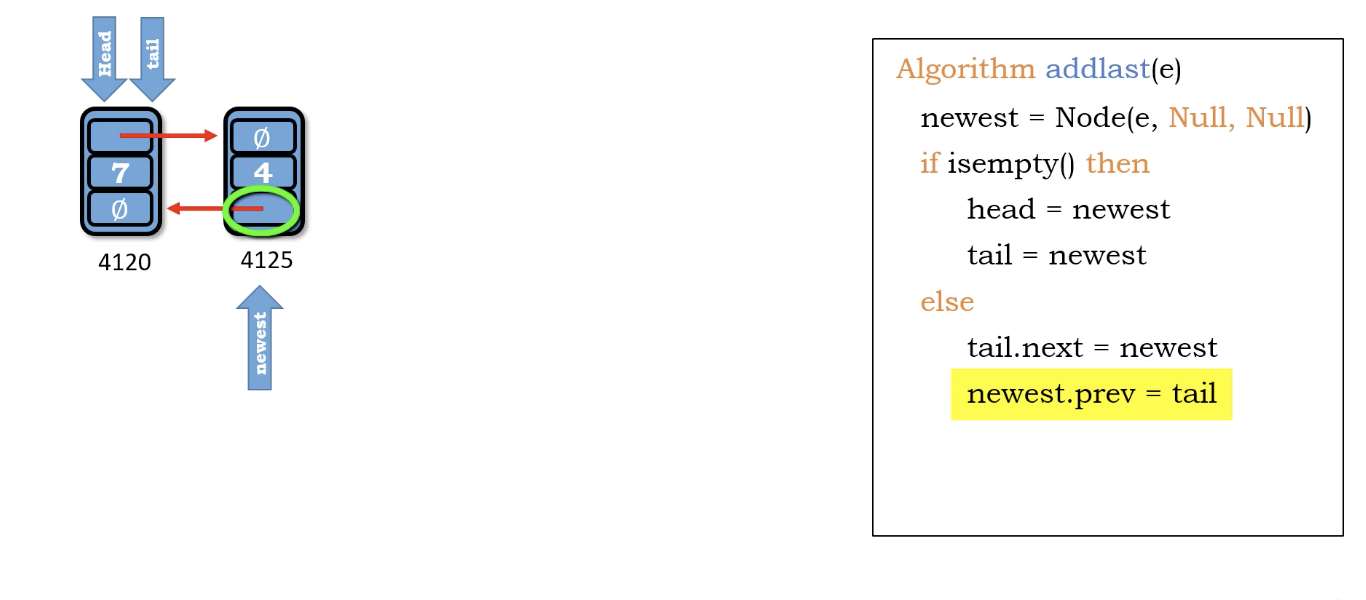 Head tail
Ø
7 4
Ø
4120 4125
newest
Algorithm addlast(e)
newest = Node(e, Null, Null)
if isempty() then
head = newest
tail = newest
else
tail.next = newest
newest.prev = tail